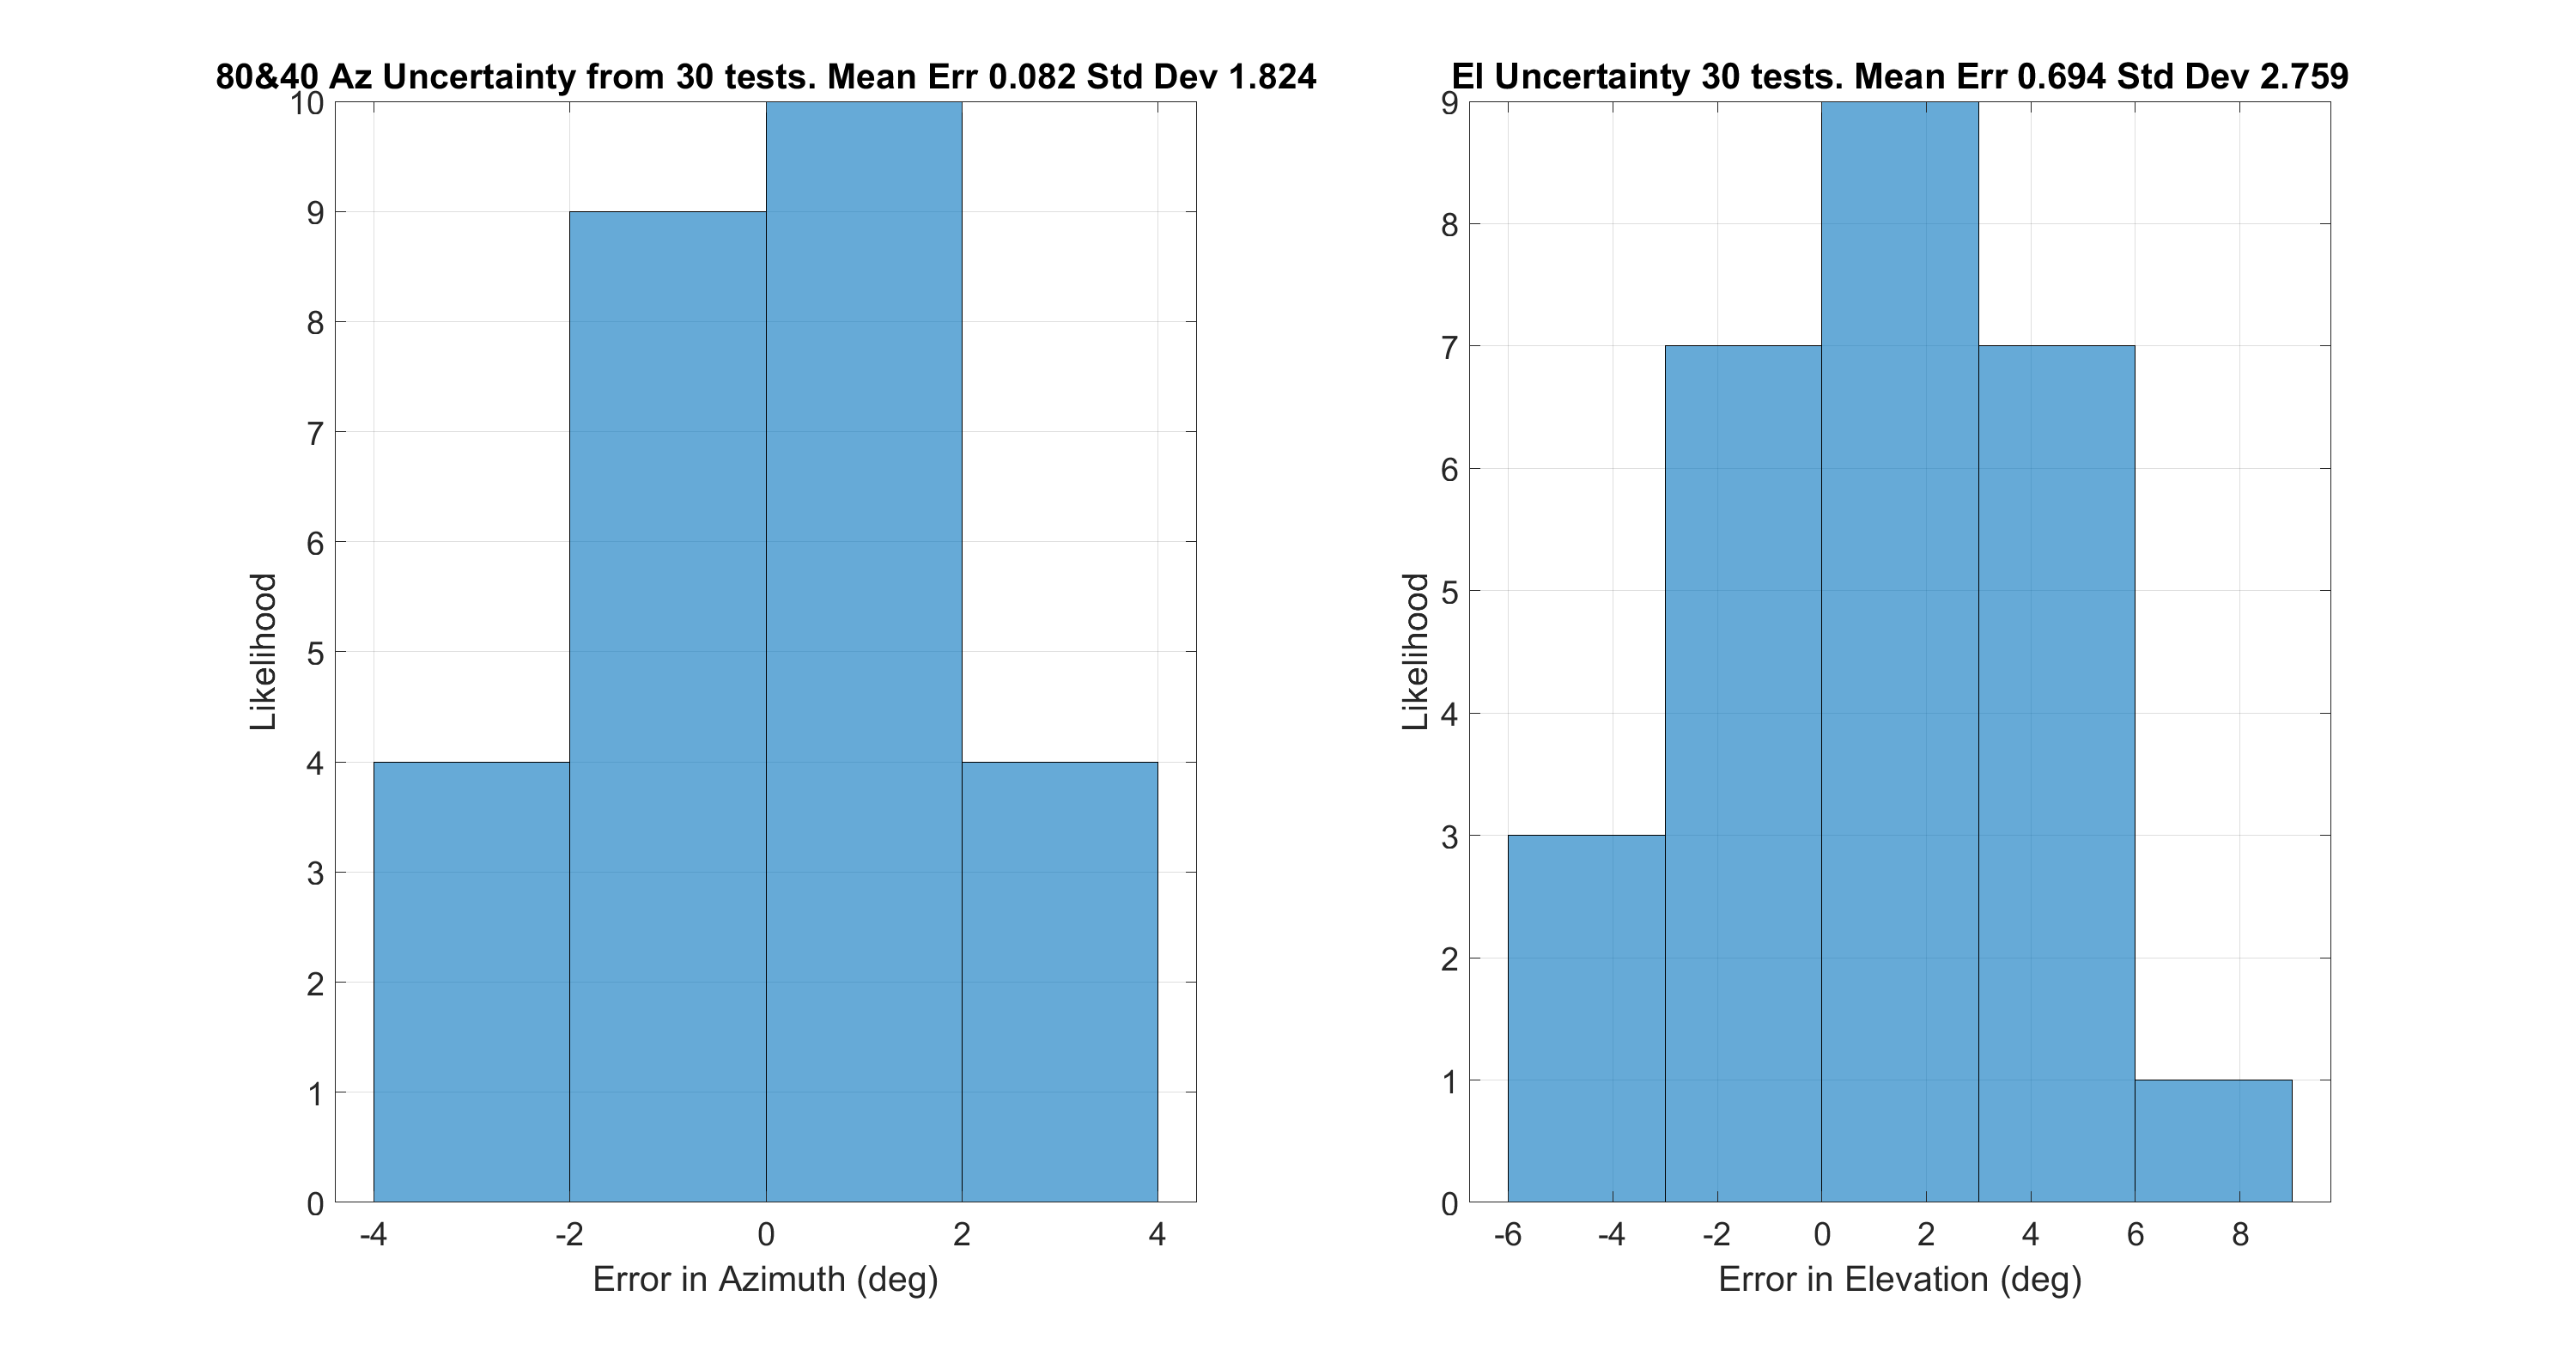 80&40 Az Uncertainty from 30 tests. Mean Err 0.082 Std Dev 1.824
10
9
8
7
6
5
4
3
2
1
0
Likelihood
-4 -2 0 2 4
Error in Azimuth (deg)
El Uncertainty 30 tests. Mean Err 0.694 Std Dev 2.759
9
8
7
6
5
4
3
2
1
0
Likelihood
-6 -4 -2 0 2 4 6 8
Error in Elevation (deg)